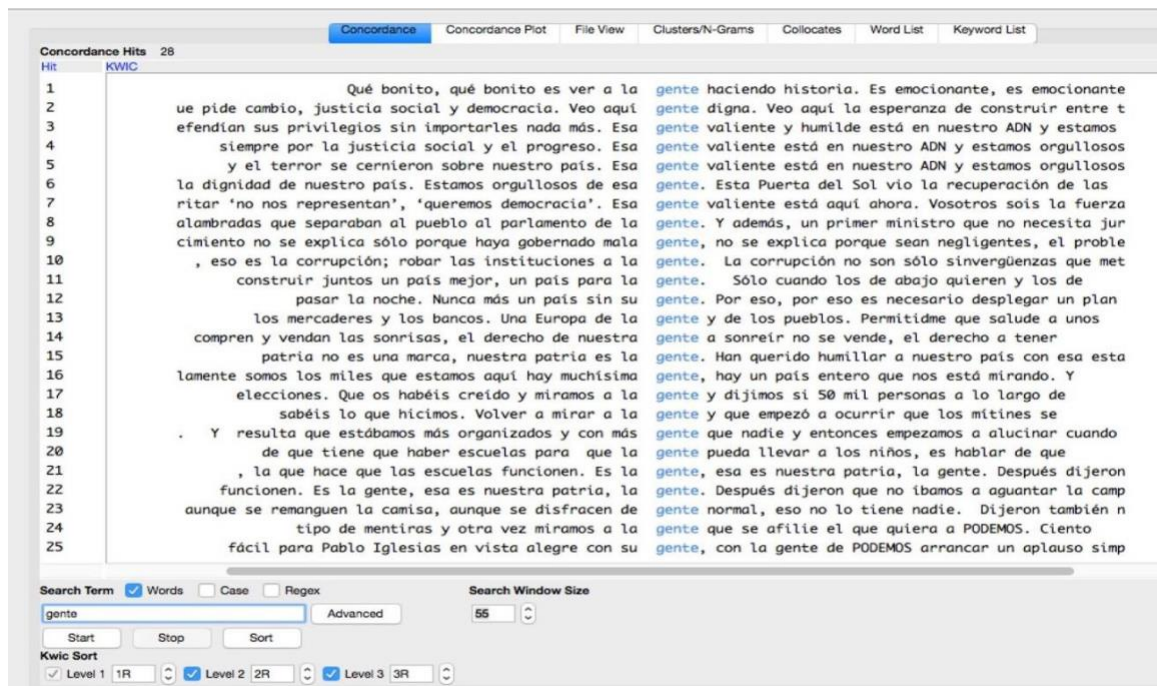 Concordance Concordance Plot File View Clusters/N-Grams Collocates Word List Keyword List
Concordance Hits 28
Hit KWIC
1 Qué bonito, qué bonito es ver a la gente haciendo historia. Es emocionante, es emocionante
2 ue pide cambio, justicia social y democracia. Veo aquí gente digna. Veo aquí la esperanza de construir entre t
3 efendían sus privilegios sin importarles nada más. Esa gente valiente y humilde está en nuestro ADN y estamos
4 siempre por la justicia social y el progreso. Esa gente valiente está en nuestro ADN y estamos orgullosos
5 y el terror se cernieron sobre nuestro país. Esa gente valiente está en nuestro ADN y estamos orgullosos
6 la dignidad de nuestro país. Estamos orgullosos de esa gente. Esta Puerta del Sol vio la recuperación de las
7 ritar ‘no nos representan’, ‘queremos democracia’. Esa gente valiente está aquí ahora. Vosotros sois la fuerza
8 alambradas que separaban al pueblo al parlamento de la gente. Y además, un primer ministro que no necesita jur
9 cimiento no se explica sólo porque haya gobernado mala gente, no se explica porque sean negligentes, el proble
10 , eso es la corrupción; robar las instituciones a la gente. La corrupción no son sólo sinvergüenzas que met
11 construir juntos un país mejor, un país para la gente. Sólo cuando los de abajo quieren y los de
12 pasar la noche. Nunca más un país sin su gente. Por eso, por eso es necesario desplegar un plan
13 los mercaderes y los bancos. Una Europa de la gente y de los pueblos. Permitidme que salude a unos
14 compren y vendan las sonrisas, el derecho de nuestra gente a sonreír no se vende, el derecho a tener
15 patria no es una marca, nuestra patria es la gente. Han querido humillar a nuestro país con esa esta
16 lamente somos los miles que estamos aquí hay muchísima gente, hay un país entero que nos está mirando. Y
17 elecciones. Que os habéis creído y miramos a la gente y dijimos si 50 mil personas a lo largo de
18 sabéis lo que hicimos. Volver a mirar a la gente y que empezó a ocurrir que los mítines se
19 . Y resulta que estábamos más organizados y con más gente que nadie y entonces empezamos a alucinar cuando
20 de que tiene que haber escuelas para que la gente pueda llevar a los niños, es hablar de que
21 , la que hace que las escuelas funcionen. Es la gente, esa es nuestra patria, la gente. Después dijeron
22 funcionen. Es la gente, esa es nuestra patria, la gente. Después dijeron que no íbamos a aguantar la camp
23 aunque se remanguen la camisa, aunque se disfracen de gente normal, eso no lo tiene nadie. Dijeron también n
24 tipo de mentiras y otra vez miramos a la gente que se afilie el que quiera a PODEMOS. Ciento
25 fácil para Pablo Iglesias en vista alegre con su gente, con la gente de PODEMOS arrancar un aplauso simp
Search Term Words Case Regex Search Window Size
gente Advanced 55
Start Stop Sort
Kwic Sort
Level 1 1R Level 2 2R Level 3 3R